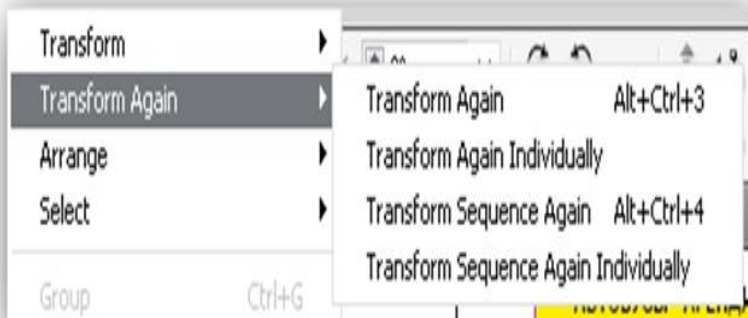 Transform
Transform Again
Arrange
Select
Group Ctrl+G
Transform Again Alt+Ctrl+3
Transform Again Individually
Transform Sequence Again Alt+Ctrl+4
Transform Sequence Again Individually